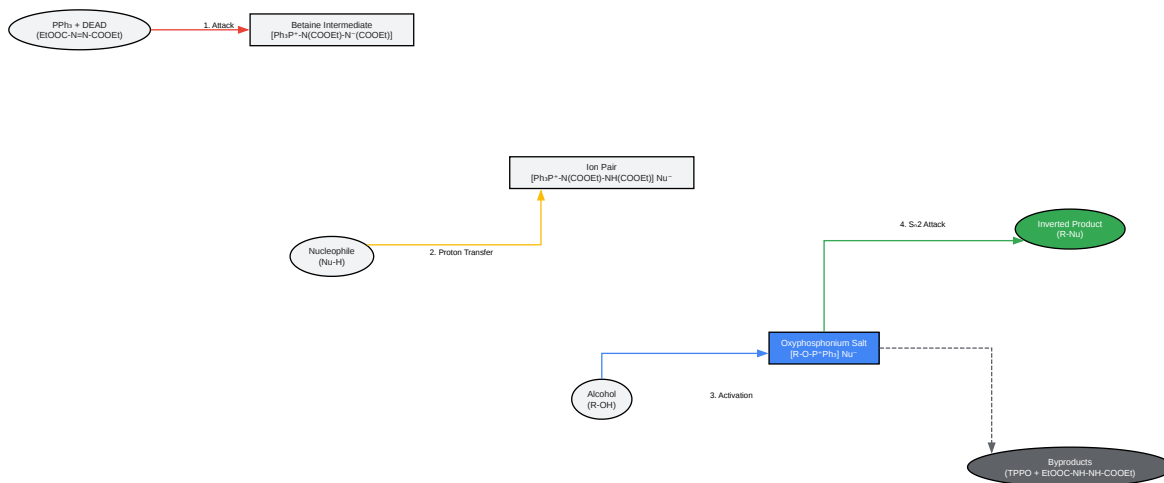 PPh₃ + DEAD
(EtOOC-N=N-COOEt)
1. Attack
Betaine Intermediate
[Ph₃P⁺-N(COOEt)-N⁻(COOEt)]
Ion Pair
[Ph₃P⁺-N(COOEt)-NH(COOEt)] Nu⁻
Nucleophile
(Nu-H)
2. Proton Transfer
4. Sₙ2 Attack
Inverted Product
(R-Nu)
Oxyphosphonium Salt
[R-O-P⁺Ph₃] Nu⁻
Alcohol
(R-OH)
3. Activation
Byproducts
(TPPO + EtOOC-NH-NH-COOEt)